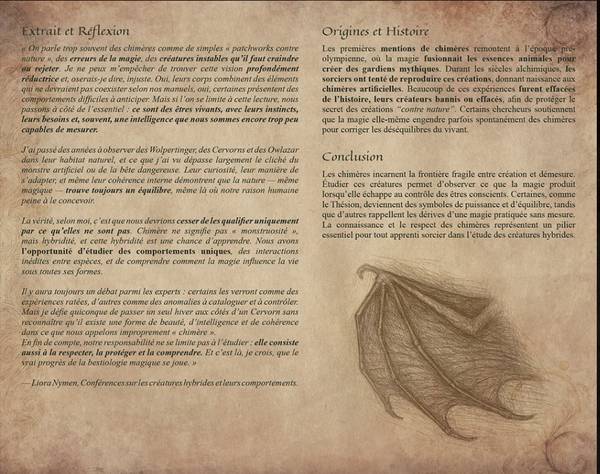 Extrait et Réflexion
« On parle trop souvent des chimères comme de simples « patchworks contre
nature », des erreurs de la magie, des créatures instables qu'il faut craindre
ou rejeter. Je ne peux m'empêcher de trouver cette vision profondément
réductrice et, oserais-je dire, injuste. Oui, leurs corps combinent des éléments
qui ne devraient pas coexister selon nos manuels, oui, certaines présentent des
comportements difficiles à anticiper. Mais si l'on se limite à cette lecture, nous
passons à côté de l'essentiel : ce sont des êtres vivants, avec leurs instincts,
leurs besoins et, souvent, une intelligence que nous sommes encore trop peu
capables de mesurer.
J'ai passé des années à observer des Wolpertinger, des Cervorns et des Owlazar
dans leur habitat naturel, et ce que j'ai vu dépasse largement le cliché du
monstre artificiel ou de la bête dangereuse. Leur curiosité, leur manière de
s'adapter, et même leur cohérence interne démontrent que la nature — même
magique — trouve toujours un équilibre, même là où notre raison humaine
peine à le concevoir.
La vérité, selon moi, c'est que nous devrions cesser de les qualifier uniquement
par ce qu'elles ne sont pas. Chimère ne signifie pas « monstruosité »,
mais hybridité, et cette hybridité est une chance d'apprendre. Nous avons
l'opportunité d'étudier des comportements uniques, des interactions
inédites entre espèces, et de comprendre comment la magie influence la vie
sous toutes ses formes.
Il y aura toujours un débat parmi les experts : certains les verront comme des
expériences ratées, d'autres comme des anomalies à cataloguer et à contrôler.
Mais je défie quiconque de passer un seul hiver aux côtés d'un Cervorn sans
reconnaître qu'il existe une forme de beauté, d'intelligence et de cohérence
dans ce que nous appelons improprement « chimère ».
En fin de compte, notre responsabilité ne se limite pas à l'étudier : elle consiste
aussi à la respecter, la protéger et la comprendre. Et c'est là, je crois, que le
vrai progrès de la bestiologie magique se joue. »
— Liora Nymen, Conférences sur les créatures hybrides et leurs comportements.
Origines et Histoire
Les premières mentions de chimères remontent à l'époque pré-
olympienne, où la magie fusionnait les essences animales pour
créer des gardiens mythiques. Durant les siècles alchimiques, les
sorciers ont tenté de reproduire ces créations, donnant naissance aux
chimères artificielles. Beaucoup de ces expériences furent effacées
de l'histoire, leurs créateurs bannis ou effacés, afin de protéger le
secret des créations "contre nature". Certains chercheurs soutiennent
que la magie elle-même engendre parfois spontanément des chimères
pour corriger les déséquilibres du vivant.
Conclusion
Les chimères incarnent la frontière fragile entre création et démesure.
Étudier ces créatures permet d'observer ce que la magie produit
lorsqu'elle échappe au contrôle des êtres conscients. Certaines, comme
le Thésion, deviennent des symboles de puissance et d'équilibre, tandis
que d'autres rappellent les dérives d'une magie pratiquée sans mesure.
La connaissance et le respect des chimères représentent un pilier
essentiel pour tout apprenti sorcier dans l'étude des créatures hybrides.